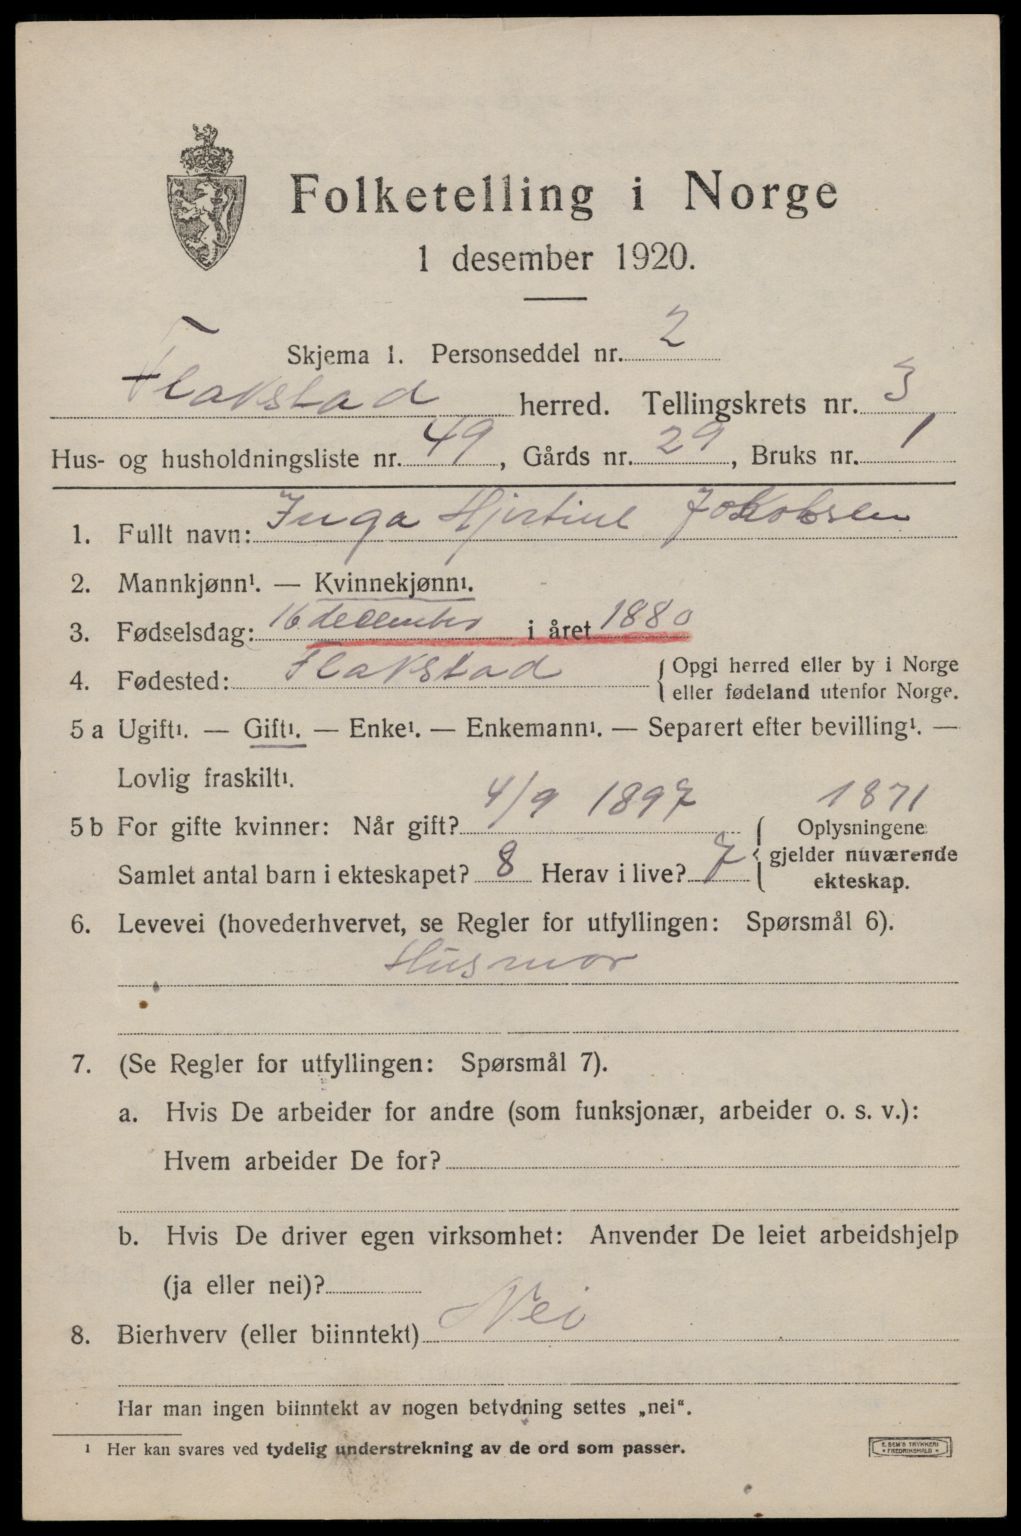 Folketelling i Norge
1 desember 1920.
Skjema 1. Personseddel nr. 2
Flakstad herred. Tellingskrets nr. 3
Hus- og husholdningsliste nr. 49, Gårds nr. 29, Bruks nr. 1
1. Fullt navn: Inga Hjertine Jokobsen
2. Mannkjønn¹. — Kvinnekjønn¹.
3. Fødselsdag: 16 december i året 1880
4. Fødested: Flakstad { Opgi herred eller by i Norge
eller fødeland utenfor Norge.
5 a Ugift¹. — Gift¹. — Enke¹. — Enkemann¹. — Separert efter bevilling¹. —
Lovlig fraskilt¹.
4/9 1897 1871
5 b For gifte kvinner: Når gift? { Oplysningene
gjelder nuværende
Samlet antal barn i ekteskapet? 8 Herav i live? 7 ekteskap.
6. Levevei (hovederhvervet, se Regler for utfyllingen: Spørsmål 6).
Husmor
7. (Se Regler for utfyllingen: Spørsmål 7).
a. Hvis De arbeider for andre (som funksjonær, arbeider o. s. v.):
Hvem arbeider De for?
b. Hvis De driver egen virksomhet: Anvender De leiet arbeidshjelp
(ja eller nei)?
8. Bierhverv (eller biinntekt) Nei
Har man ingen biinntekt av nogen betydning settes „nei“.
¹ Her kan svares ved tydelig understrekning av de ord som passer.
E. SEM'S TRYKKERI
• FREDRIKSHALD •